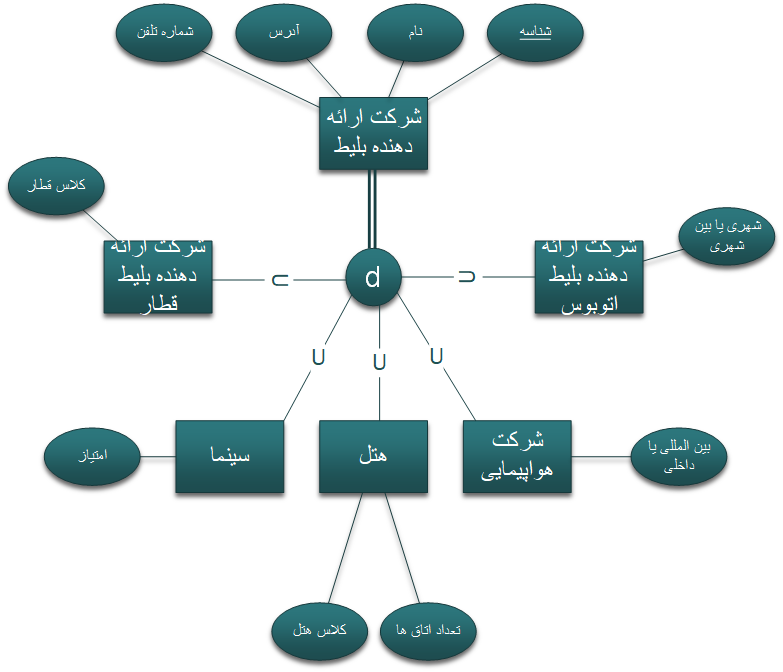 شناسه
نام
آدرس
شماره تلفن
شرکت ارائه
دهنده بلیط
کلاس قطار
شهری یا بین
شهری
شرکت ارائه
دهنده بلیط
اتوبوس
d
شرکت ارائه
دهنده بلیط
قطار
U
U
U
U
U
شرکت
هواپیمایی
هتل
سینما
بین المللی یا
داخلی
امتیاز
تعداد اتاق ها
کلاس هتل